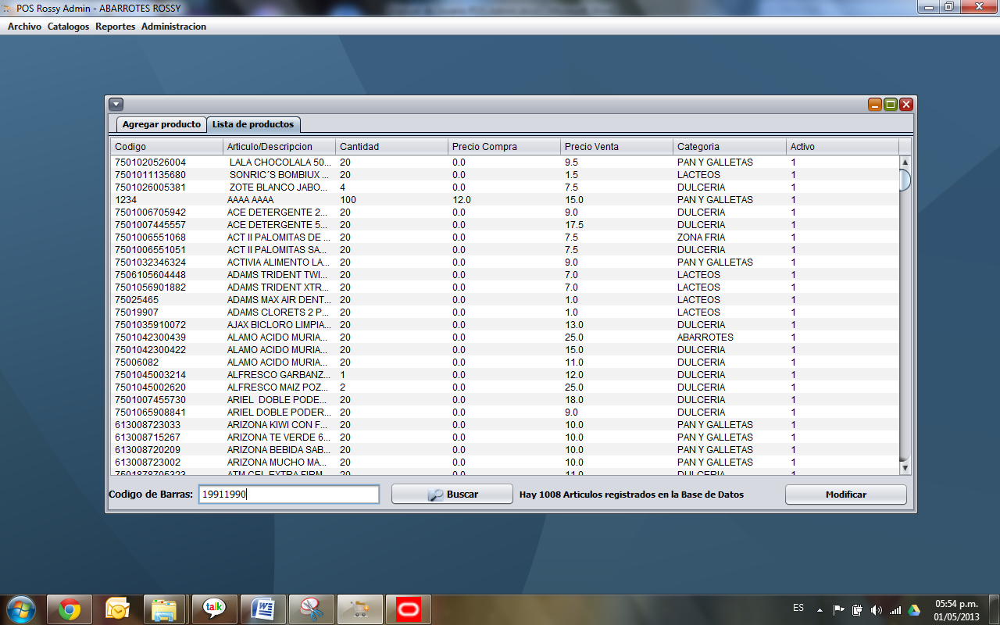 POS Rossy Admin - ABARROTES ROSSY
Archivo Catalogos Reportes Administracion
Agregar producto Lista de productos
Codigo Articulo/Descripcion Cantidad Precio Compra Precio Venta Categoria Activo
7501020526004 LALA CHOCOLALA 50... 20 0.0 9.5 PAN Y GALLETAS 1
7501011135680 SONRIC´S BOMBIUX ... 20 0.0 1.5 LACTEOS 1
7501026005381 ZOTE BLANCO JABO... 4 0.0 7.5 DULCERIA 1
1234 AAAA AAAA 100 12.0 15.0 PAN Y GALLETAS 1
7501006705942 ACE DETERGENTE 2... 20 0.0 9.0 DULCERIA 1
7501007445557 ACE DETERGENTE 5... 20 0.0 17.5 DULCERIA 1
7501006551068 ACT II PALOMITAS DE ... 20 0.0 7.5 ZONA FRIA 1
7501006551051 ACT II PALOMITAS SA... 20 0.0 7.5 DULCERIA 1
7501032346324 ACTIVIA ALIMENTO LA... 20 0.0 9.0 PAN Y GALLETAS 1
7506105604448 ADAMS TRIDENT TWI... 20 0.0 7.0 LACTEOS 1
7501056901882 ADAMS TRIDENT XTR... 20 0.0 7.0 LACTEOS 1
75025465 ADAMS MAX AIR DENT... 20 0.0 1.0 LACTEOS 1
75019907 ADAMS CLORETS 2 P... 20 0.0 1.0 LACTEOS 1
7501035910072 AJAX BICLORO LIMPIA... 20 0.0 13.0 DULCERIA 1
7501042300439 ALAMO ACIDO MURIA... 20 0.0 25.0 ABARROTES 1
7501042300422 ALAMO ACIDO MURIA... 20 0.0 15.0 DULCERIA 1
75006082 ALAMO ACIDO MURIA... 20 0.0 11.0 DULCERIA 1
7501045003214 ALFRESCO GARBANZ... 1 0.0 12.0 DULCERIA 1
7501045002620 ALFRESCO MAIZ POZ... 2 0.0 25.0 DULCERIA 1
7501007455730 ARIEL DOBLE PODE... 20 0.0 18.0 DULCERIA 1
7501065908841 ARIEL DOBLE PODER... 20 0.0 9.0 DULCERIA 1
613008723033 ARIZONA KIWI CON F... 20 0.0 10.0 PAN Y GALLETAS 1
613008715267 ARIZONA TE VERDE 6... 20 0.0 10.0 PAN Y GALLETAS 1
613008720209 ARIZONA BEBIDA SAB... 20 0.0 10.0 PAN Y GALLETAS 1
613008723002 ARIZONA MUCHO MA... 20 0.0 10.0 PAN Y GALLETAS 1
7501878705323 ATM CEL EXTRA FIRM... 20 0.0 11.0 DULCERIA 1
Codigo de Barras: 19911990 Buscar Hay 1008 Articulos registrados en la Base de Datos Modificar
talk
ES
05:54 p.m.
01/05/2013